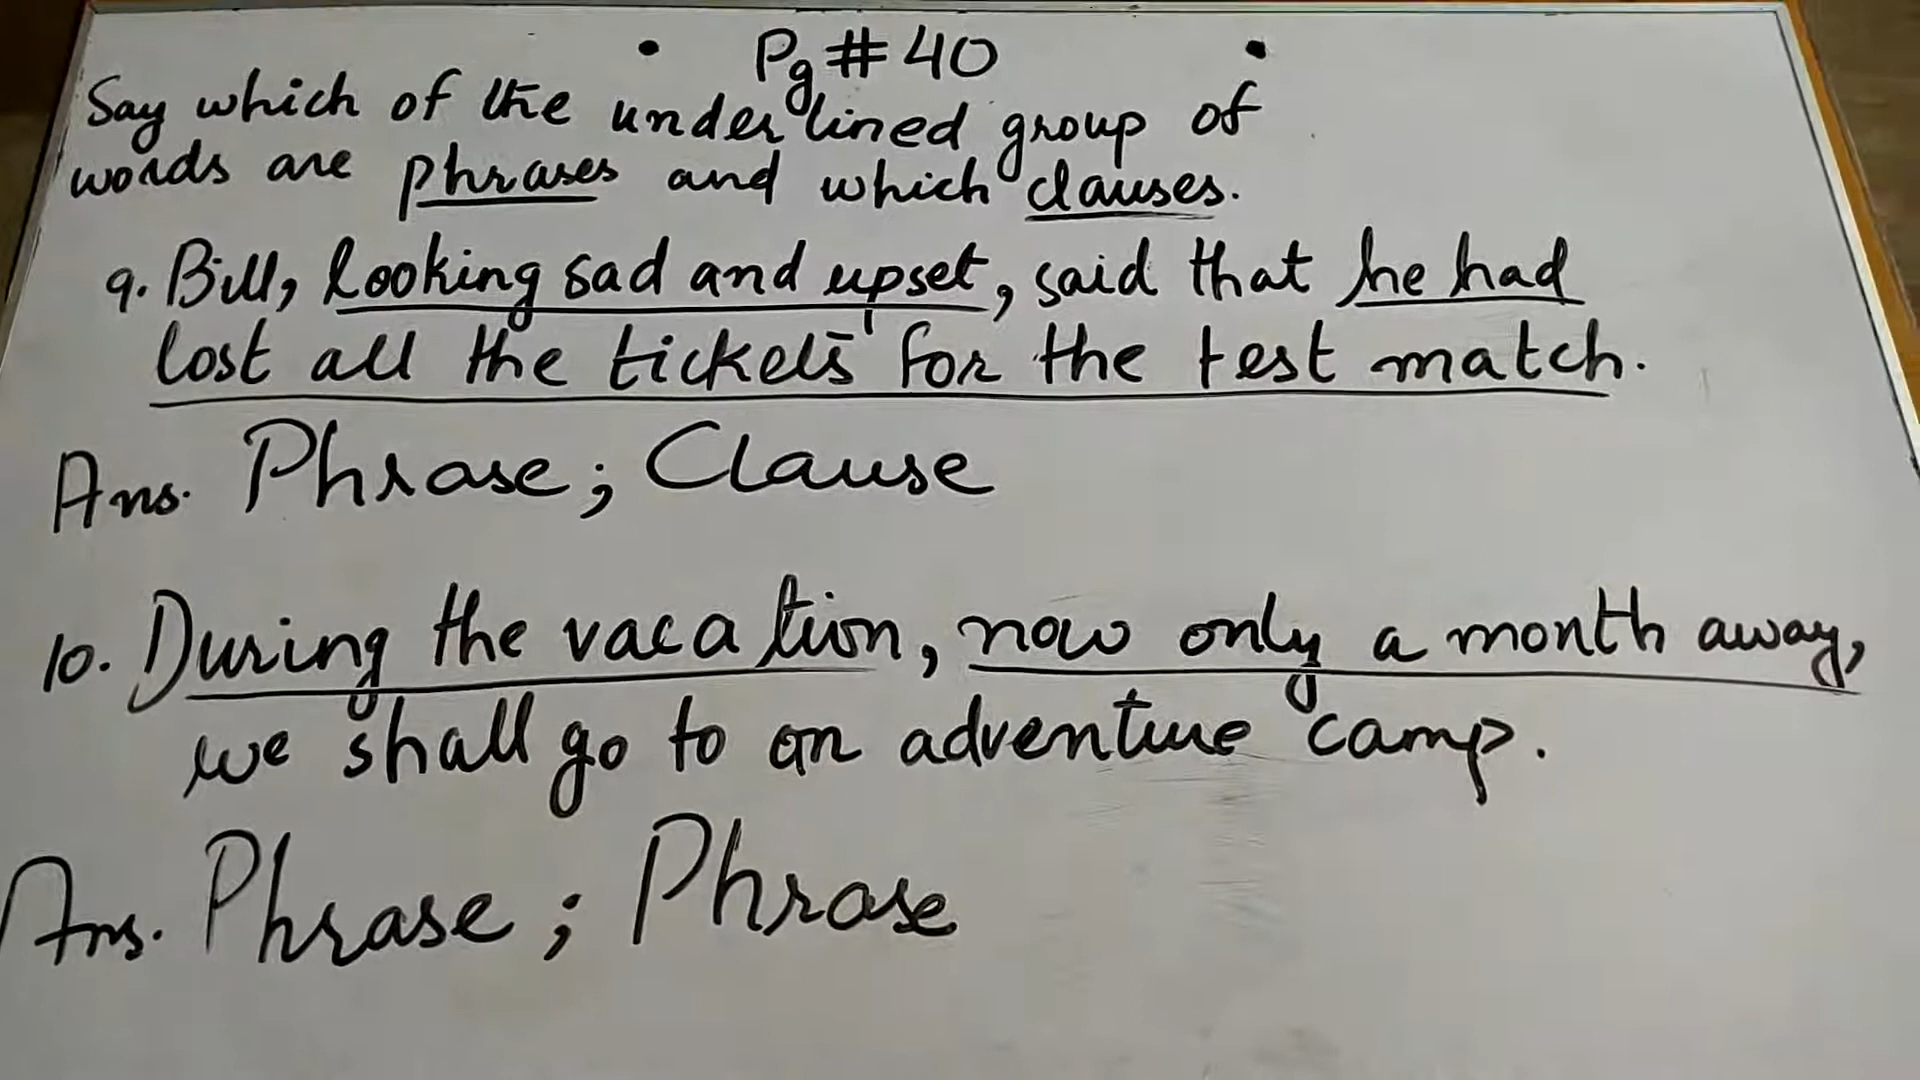 Pg # 40
Say which of the underlined group of
words are phrases and which clauses.
9. Bill, looking sad and upset, said that he had
lost all the tickets for the test match.
Ans. Phrase; Clause
10. During the vacation, now only a month away,
we shall go to an adventure camp.
Ans. Phrase; Phrase